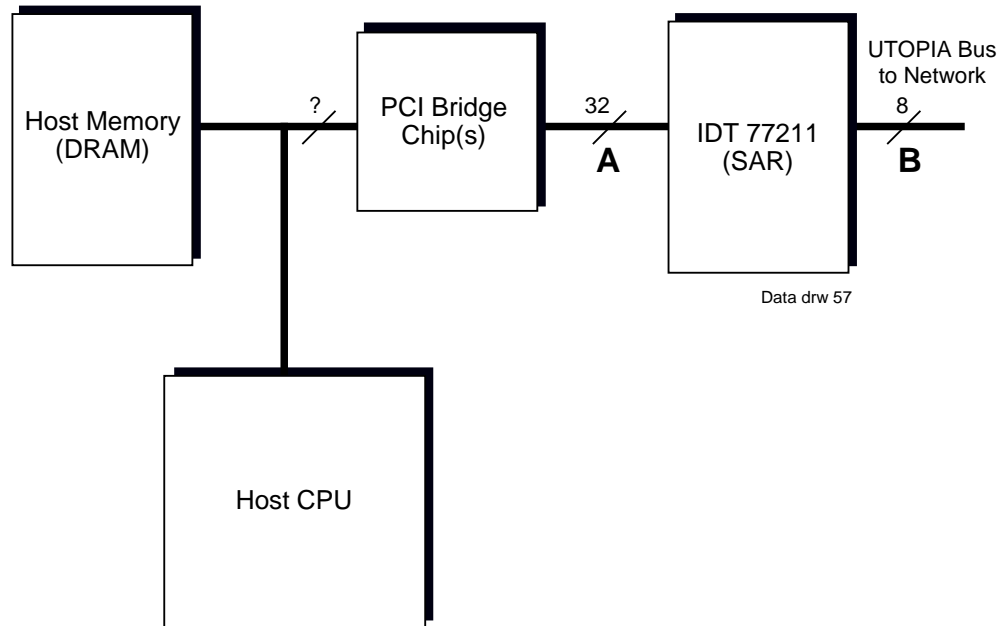 UTOPIA Bus
to Network
Host Memory
(DRAM)
?
PCI Bridge
Chip(s)
32
A
IDT 77211
(SAR)
8
B
Data drw 57
Host CPU